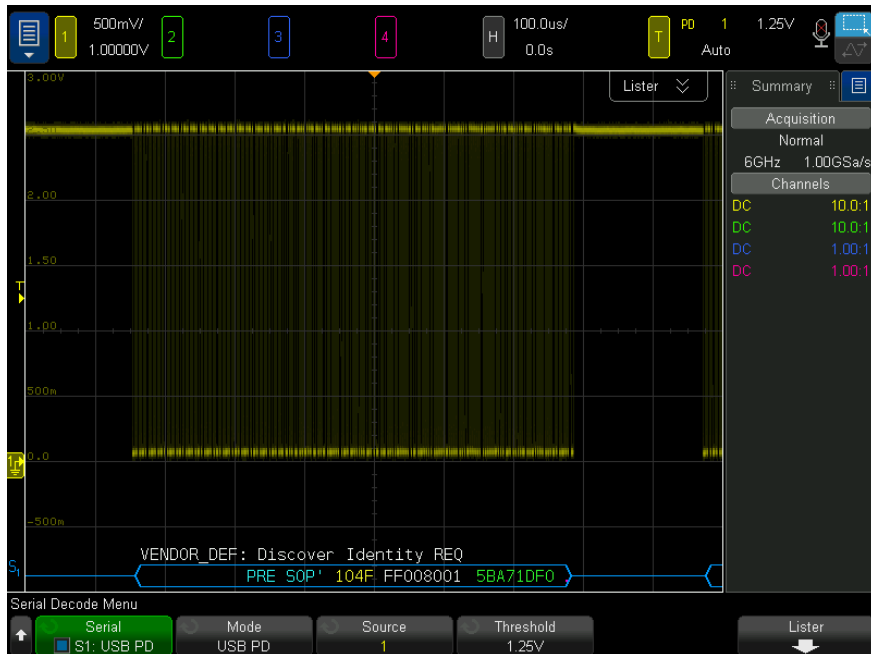 1 500mV/ 1.00000V 2 3 4 H 100.0us/ 0.0s T PD 1 1.25V Auto
3.00V
Lister
Summary
Acquisition
Normal
6GHz 1.00GSa/s
Channels
DC 10.0:1
DC 10.0:1
DC 1.00:1
DC 1.00:1
2.00
1.50
T
1.00
500m
1 0.0
-500m
VENDOR_DEF: Discover Identity REQ
S1
PRE SOP' 104F FF008001 5BA71DF0
Serial Decode Menu
Serial Mode Source Threshold Lister
S1: USB PD USB PD 1 1.25V